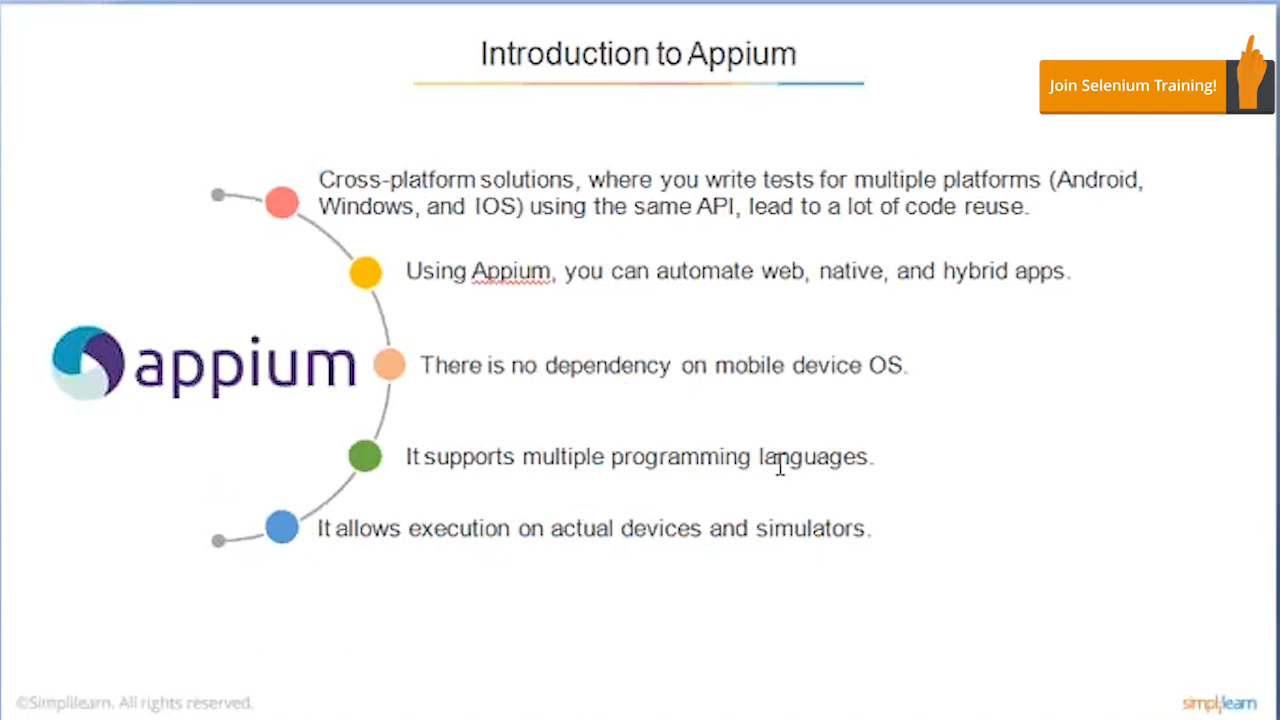 Introduction to Appium
Join Selenium Training!
Cross-platform solutions, where you write tests for multiple platforms (Android,
Windows, and IOS) using the same API, lead to a lot of code reuse.
Using Appium, you can automate web, native, and hybrid apps.
appium
There is no dependency on mobile device OS.
It supports multiple programming languages.
It allows execution on actual devices and simulators.
©Simplilearn. All rights reserved.
simplilearn